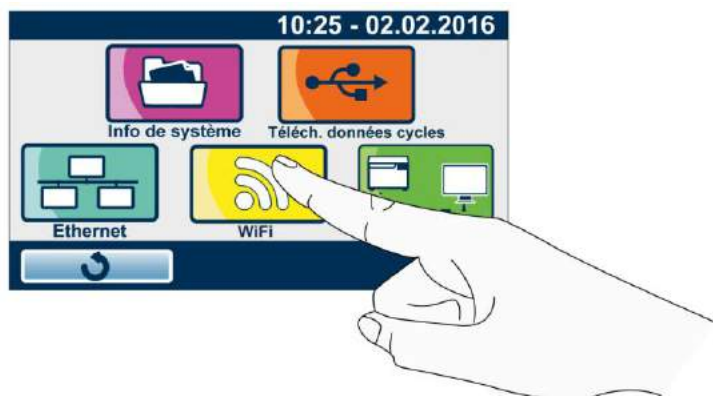 10:25 - 02.02.2016
Info de système
Téléch. données cycles
Ethernet
WiFi